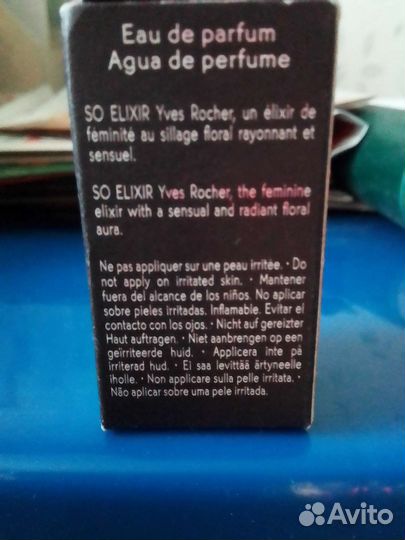 Eau de parfum
Agua de perfume
SO ELIXIR Yves Rocher, un élixir de
féminité au sillage floral rayonnant et
sensuel.
SO ELIXIR Yves Rocher, the feminine
elixir with a sensual and radiant floral
aura.
Ne pas appliquer sur une peau irritée. • Do
not apply on irritated skin. • Mantener
fuera del alcance de los niños. No aplicar
sobre pieles irritadas. Inflamable. Evitar el
contacto con los ojos. • Nicht auf gereizter
Haut auftragen. • Niet aanbrengen op een
geïrriteerde huid. • Applicera inte på
irriterad hud. • Ei saa levittää ärtyneelle
iholle. • Non applicare sulla pelle irritata. •
Não aplicar sobre uma pele irritada.
Avito